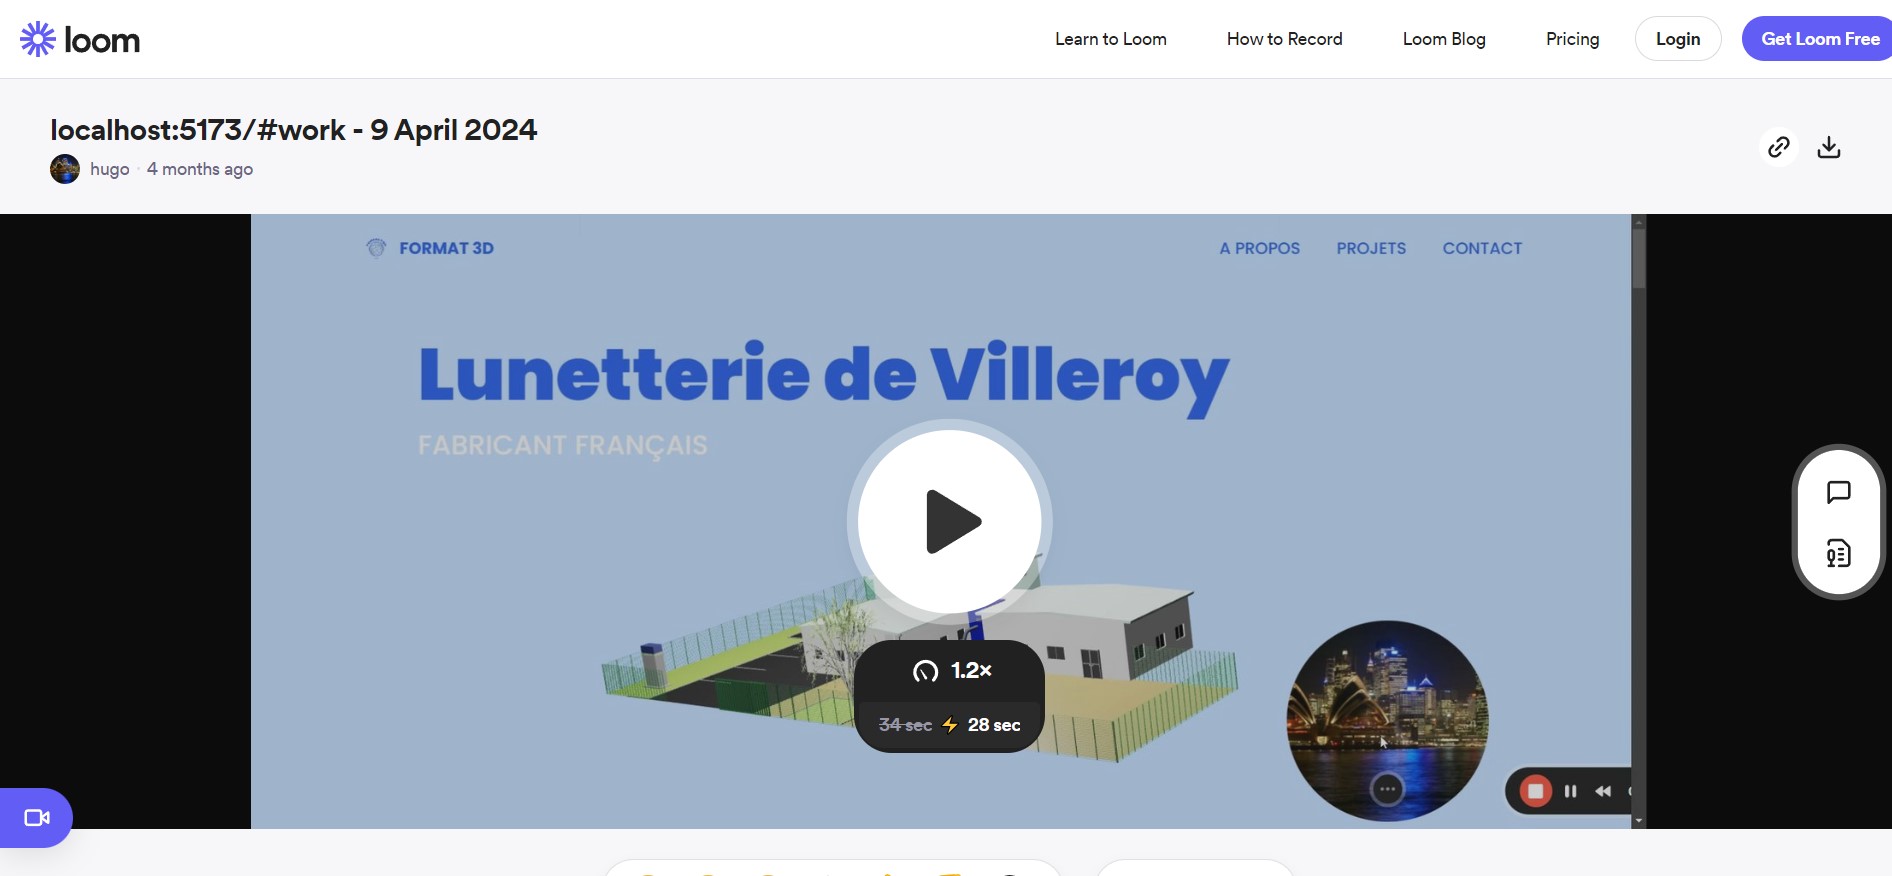 loom
Learn to Loom
How to Record
Loom Blog
Pricing
Login
Get Loom Free
localhost:5173/#work - 9 April 2024
hugo · 4 months ago
FORMAT 3D
A PROPOS
PROJETS
CONTACT
Lunetterie de Villeroy
FABRICANT FRANÇAIS
1.2×
34 sec ⚡ 28 sec